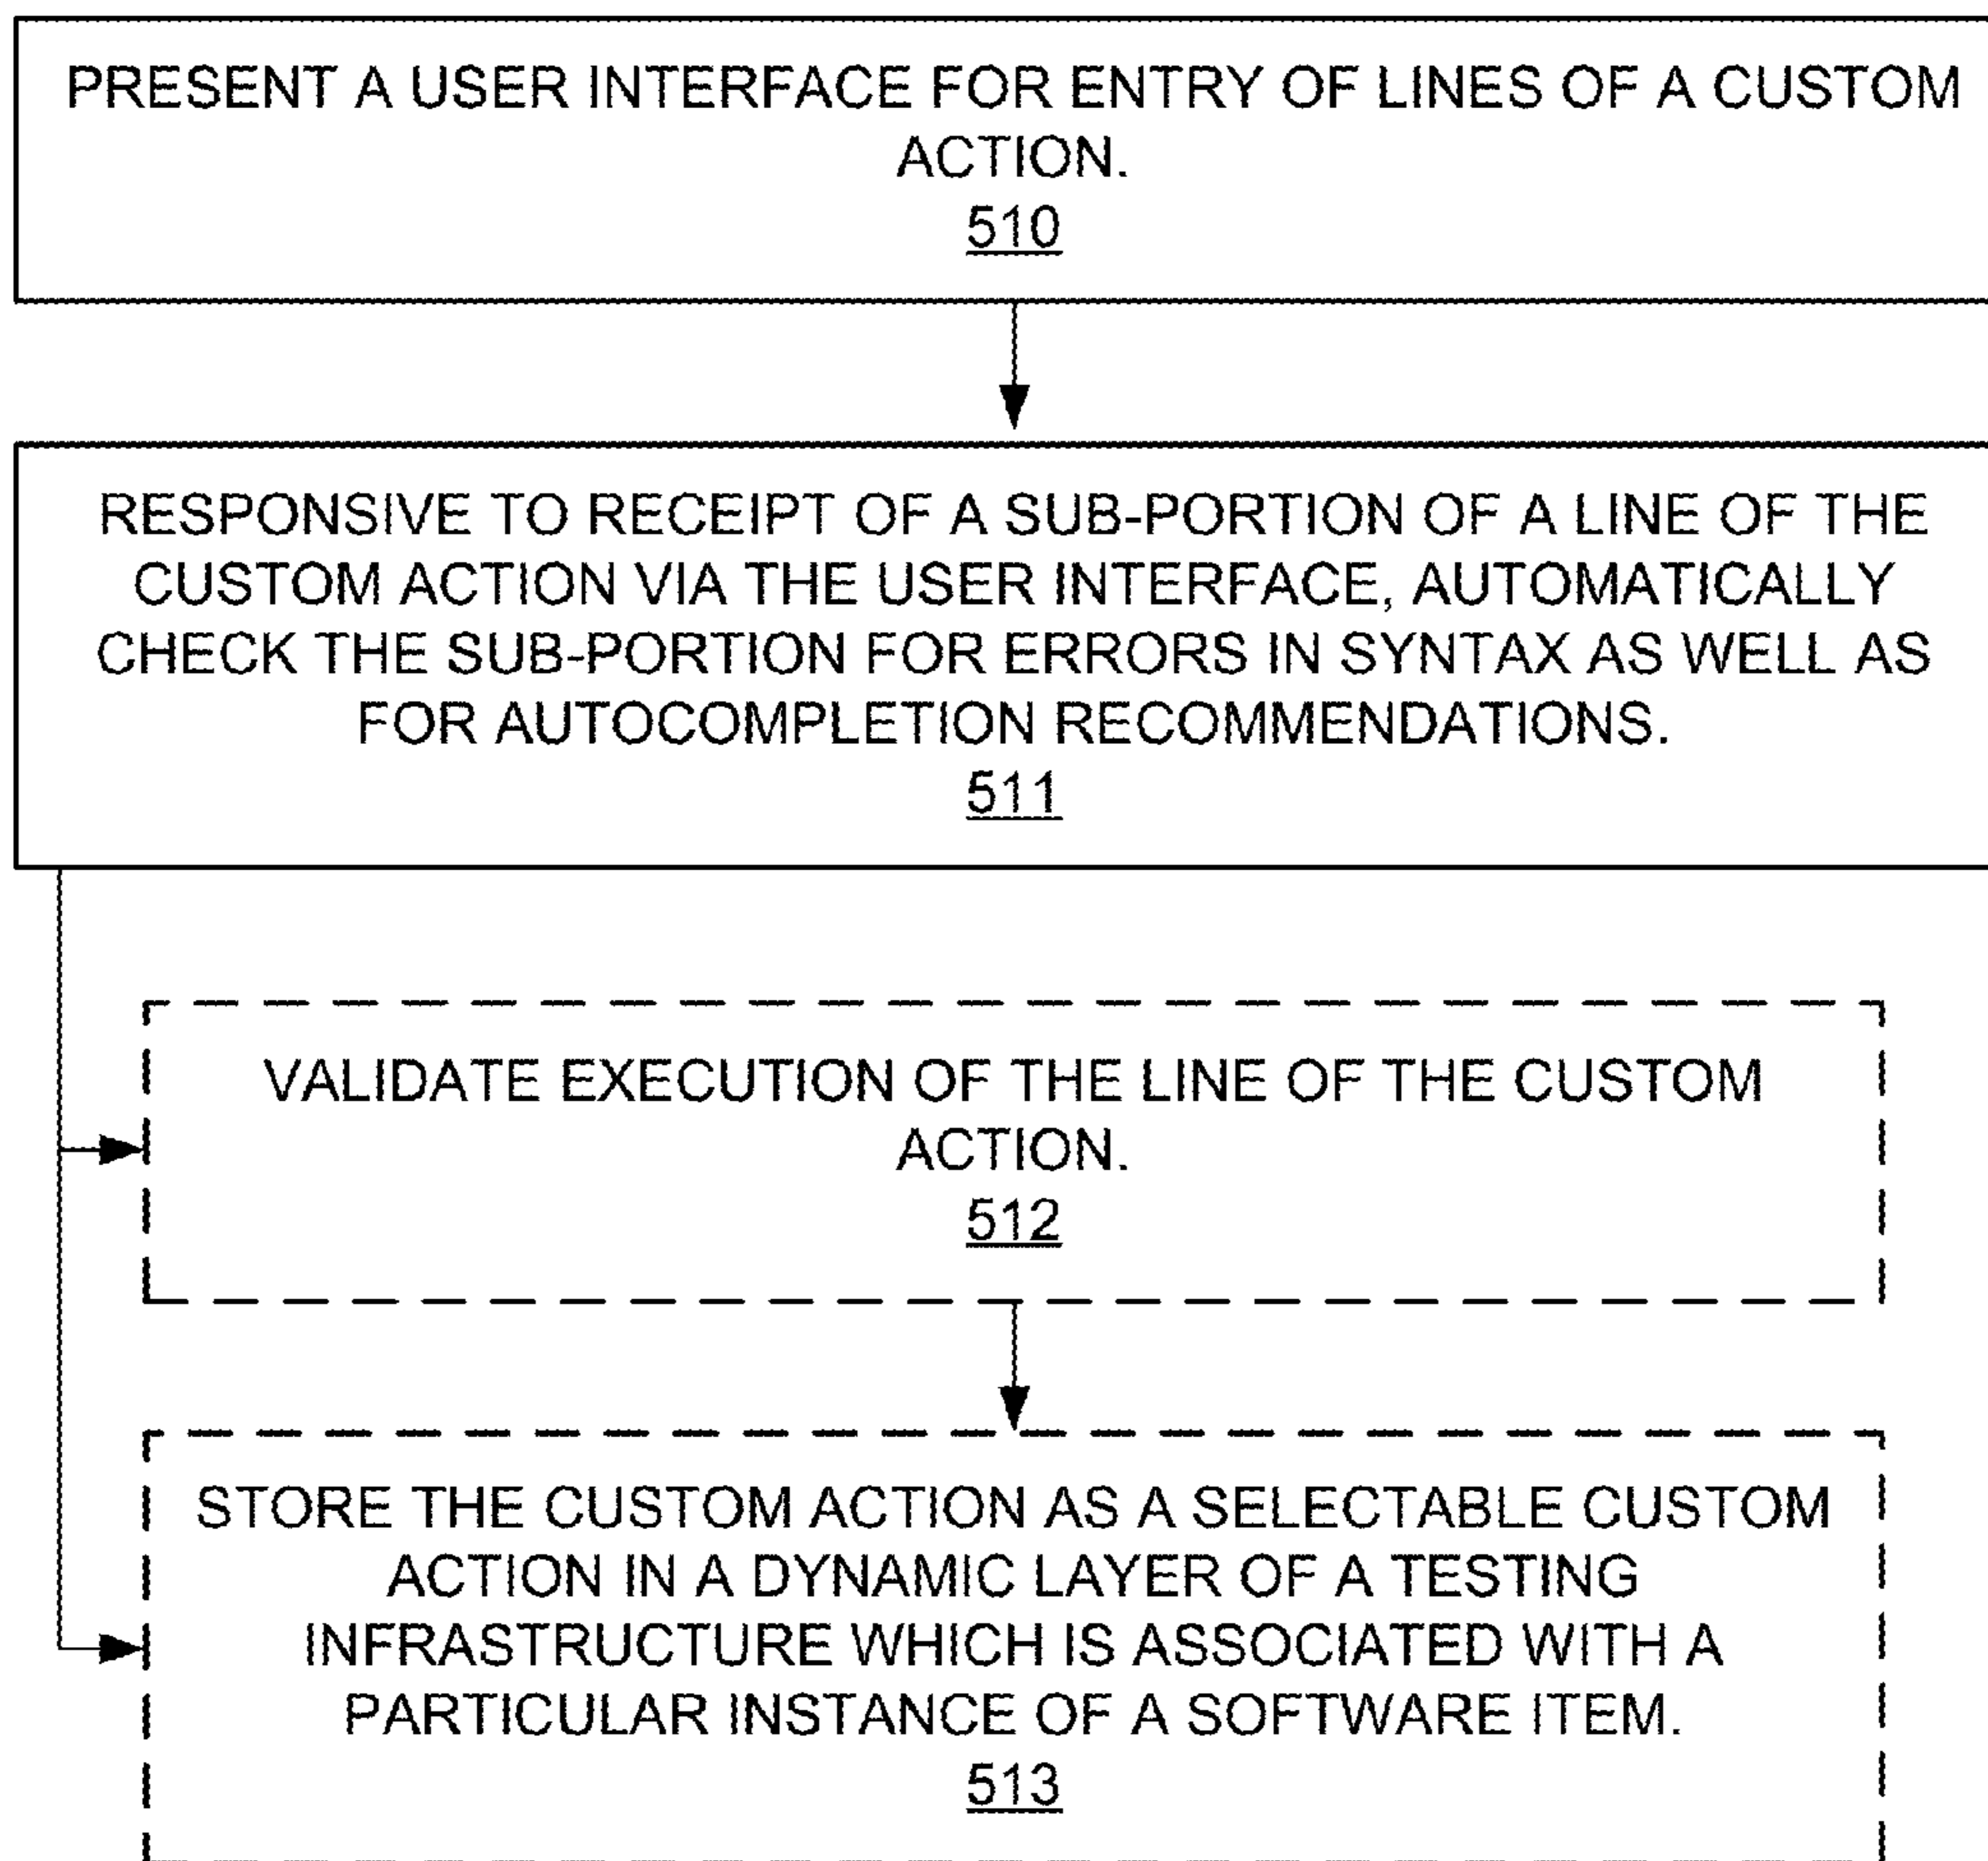 PRESENT A USER INTERFACE FOR ENTRY OF LINES OF A CUSTOM
ACTION.
510
RESPONSIVE TO RECEIPT OF A SUB-PORTION OF A LINE OF THE
CUSTOM ACTION VIA THE USER INTERFACE, AUTOMATICALLY
CHECK THE SUB-PORTION FOR ERRORS IN SYNTAX AS WELL AS
FOR AUTOCOMPLETION RECOMMENDATIONS.
511
VALIDATE EXECUTION OF THE LINE OF THE CUSTOM
ACTION.
512
STORE THE CUSTOM ACTION AS A SELECTABLE CUSTOM
ACTION IN A DYNAMIC LAYER OF A TESTING
INFRASTRUCTURE WHICH IS ASSOCIATED WITH A
PARTICULAR INSTANCE OF A SOFTWARE ITEM.
513